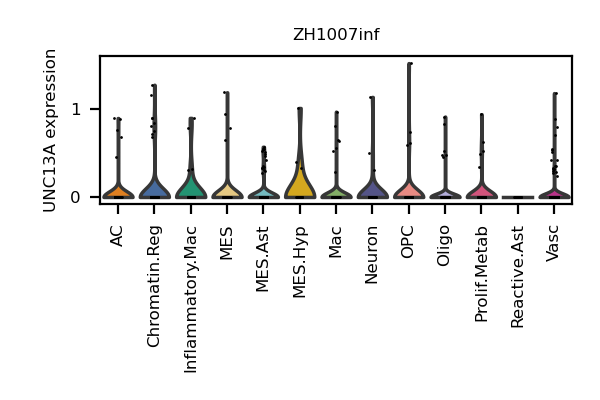 ZH1007inf
UNC13A expression
1
0
AC
Chromatin.Reg
Inflammatory.Mac
MES
MES.Ast
MES.Hyp
Mac
Neuron
OPC
Oligo
Prolif.Metab
Reactive.Ast
Vasc